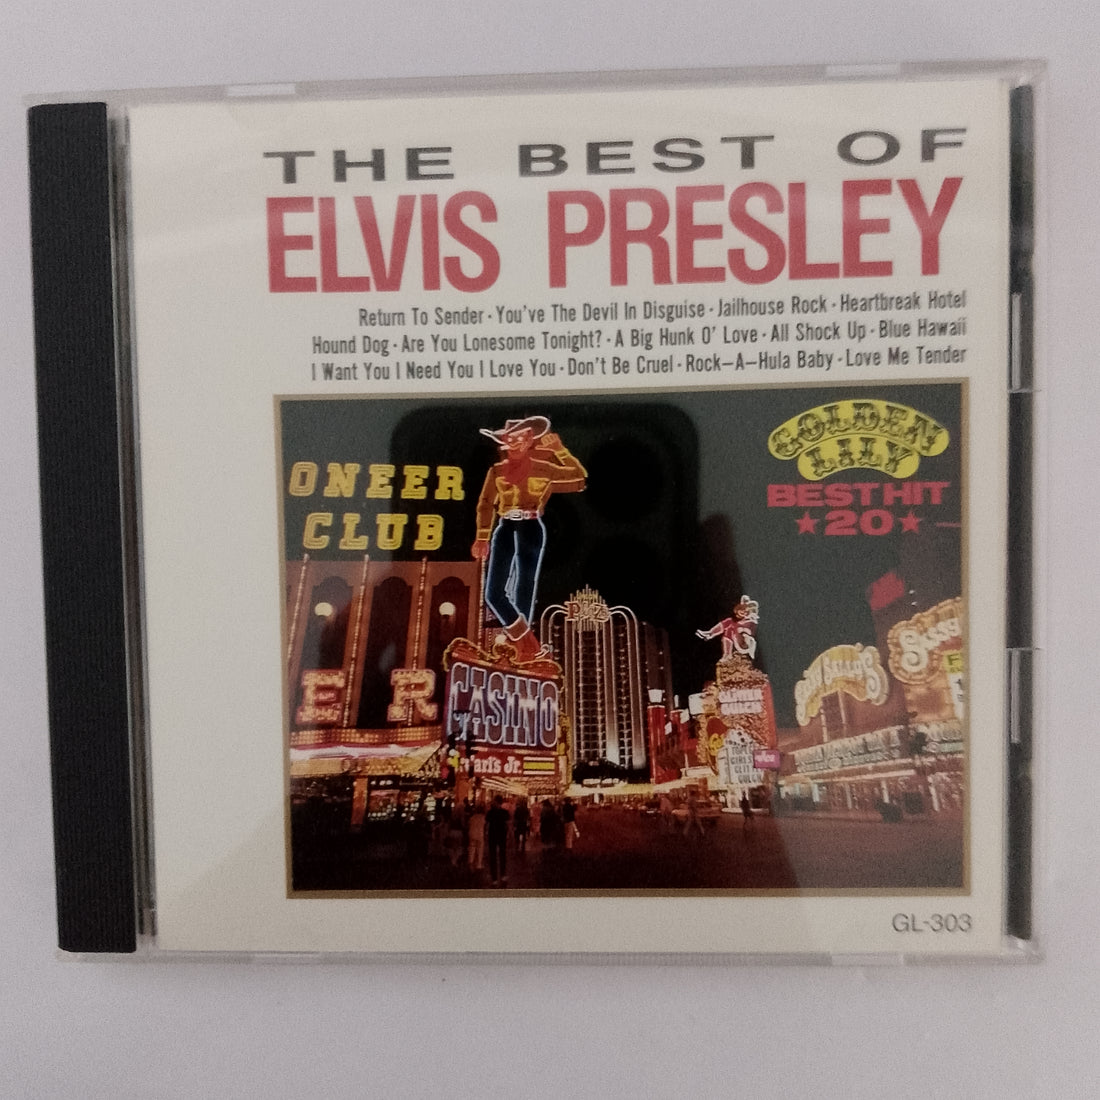 THE BEST OF
ELVIS PRESLEY
Return To Sender · You've The Devil In Disguise · Jailhouse Rock · Heartbreak Hotel
Hound Dog · Are You Lonesome Tonight? · A Big Hunk O' Love · All Shock Up · Blue Hawaii
I Want You I Need You I Love You · Don't Be Cruel · Rock–A–Hula Baby · Love Me Tender
GOLDEN
LILY
BEST HIT
★20★
ONEER
CLUB
E R
CASINO
Carl's Jr.
Sassy
GL-303